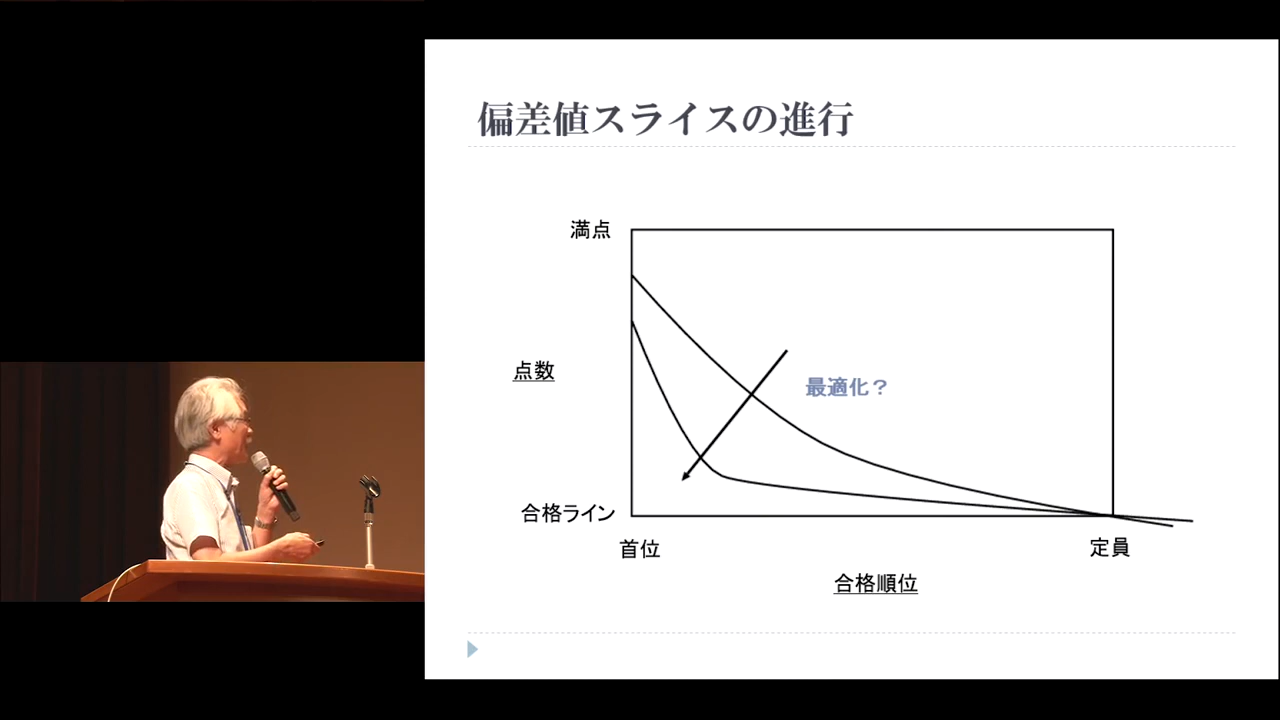 偏差値スライスの進行
満点
点数
最適化？
合格ライン
首位
定員
合格順位